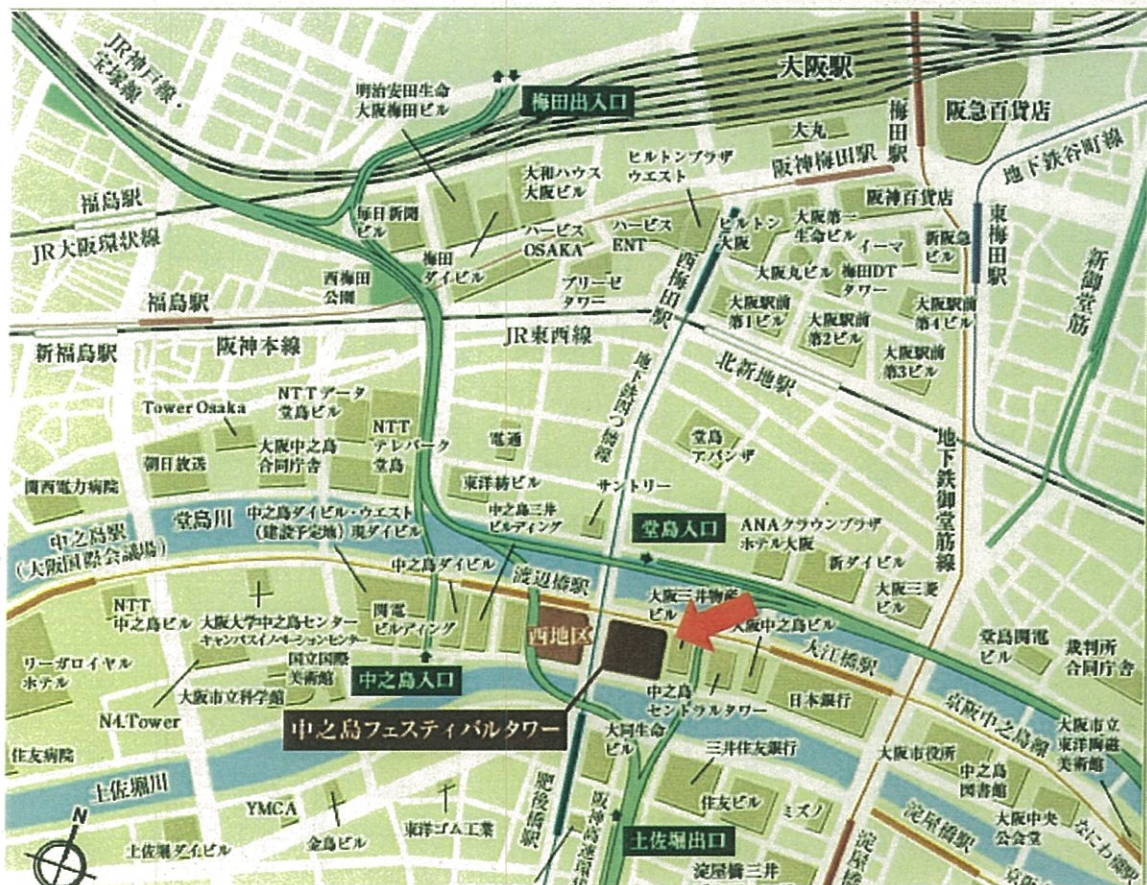 JR神戸線・
宝塚線
明治安田生命
大阪梅田ビル
梅田出入口
大阪駅
梅田駅
阪急百貨店
大丸
阪神梅田駅
地下鉄谷町線
ヒルトンプラザ
ウエスト
大和ハウス
大阪ビル
阪神百貨店
福島駅
JR大阪環状線
毎日新聞
ビル
ハービス
OSAKA
ハービス
ENT
ヒルトン
大阪
大阪第一
生命ビル
イーマ
新阪急
ビル
東梅田駅
新御堂筋
梅田
ダイビル
西梅田
公園
ブリーゼ
タワー
西梅田駅
大阪丸ビル
梅田DT
タワー
大阪駅前
第1ビル
大阪駅前
第2ビル
大阪駅前
第4ビル
大阪駅前
第3ビル
福島駅
新福島駅
阪神本線
JR東西線
北新地駅
地下鉄四つ橋線
Tower Osaka
NTTデータ
堂島ビル
NTT
テレパーク
堂島
電通
堂島
アバンザ
地下鉄御堂筋線
朝日放送
大阪中之島
合同庁舎
関西電力病院
東洋紡ビル
サントリー
堂島川
中之島ダイビル・ウエスト
(建設予定地)
現ダイビル
中之島三井
ビルディング
堂島入口
ANAクラウンプラザ
ホテル大阪
新ダイビル
中之島駅
(大阪国際会議場)
中之島ダイビル
渡辺橋駅
大阪三井物産
ビル
大阪三菱
ビル
NTT
中之島ビル
大阪大学中之島センター
キャンパスイノベーションセンター
関電
ビルディング
西地区
大阪中之島ビル
大江橋駅
堂島関電
ビル
裁判所
合同庁舎
リーガロイヤル
ホテル
国立国際
美術館
中之島入口
大阪市立科学館
中之島
セントラルタワー
日本銀行
京阪中之島線
N4.Tower
中之島フェスティバルタワー
大同生命
ビル
三井住友銀行
大阪市役所
大阪市立
東洋陶磁
美術館
住友病院
土佐堀川
肥後橋駅
中之島
図書館
YMCA
東洋ゴム工業
阪神高速環状
住友ビル
ミズノ
淀屋橋駅
大阪中央
公会堂
なにわ橋駅
N
土佐堀ダイビル
金鳥ビル
土佐堀出口
淀屋橋三井
淀屋橋
京阪